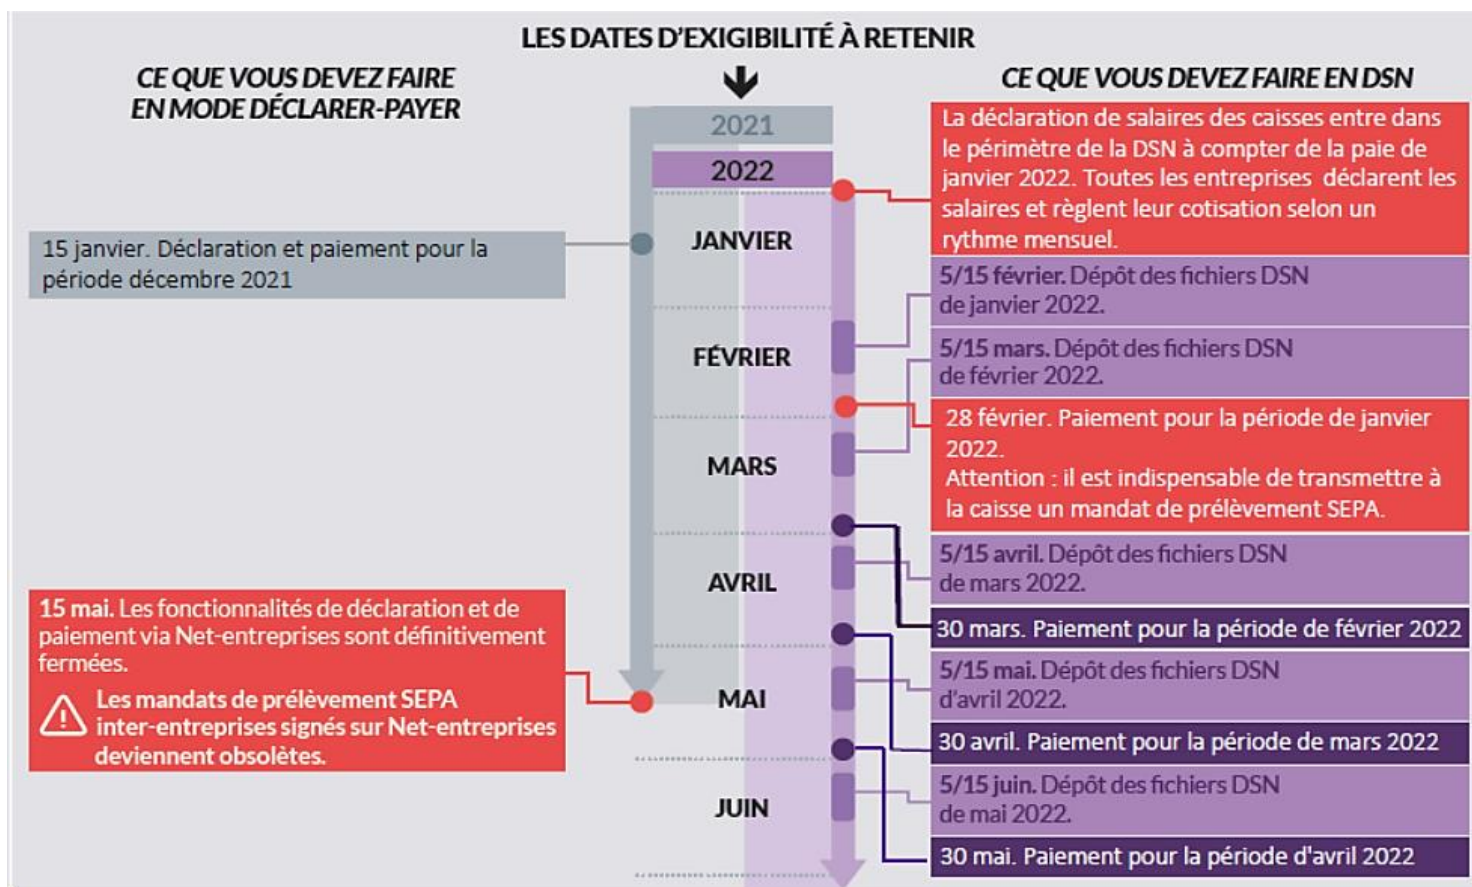 LES DATES D'EXIGIBILITÉ À RETENIR
CE QUE VOUS DEVEZ FAIRE
EN MODE DÉCLARER-PAYER
15 janvier. Déclaration et paiement pour la
période décembre 2021
15 mai. Les fonctionnalités de déclaration et de
paiement via Net-entreprises sont définitivement
fermées.
Les mandats de prélèvement SEPA
inter-entreprises signés sur Net-entreprises
deviennent obsolètes.
2021
2022
JANVIER
FÉVRIER
MARS
AVRIL
MAI
JUIN
CE QUE VOUS DEVEZ FAIRE EN DSN
La déclaration de salaires des caisses entre dans
le périmètre de la DSN à compter de la paie de
janvier 2022. Toutes les entreprises déclarent les
salaires et règlent leur cotisation selon un
rythme mensuel.
5/15 février. Dépôt des fichiers DSN
de janvier 2022.
5/15 mars. Dépôt des fichiers DSN
de février 2022.
28 février. Paiement pour la période de janvier
2022.
Attention : il est indispensable de transmettre à
la caisse un mandat de prélèvement SEPA.
5/15 avril. Dépôt des fichiers DSN
de mars 2022.
30 mars. Paiement pour la période de février 2022
5/15 mai. Dépôt des fichiers DSN
d'avril 2022.
30 avril. Paiement pour la période de mars 2022
5/15 juin. Dépôt des fichiers DSN
de mai 2022.
30 mai. Paiement pour la période d'avril 2022